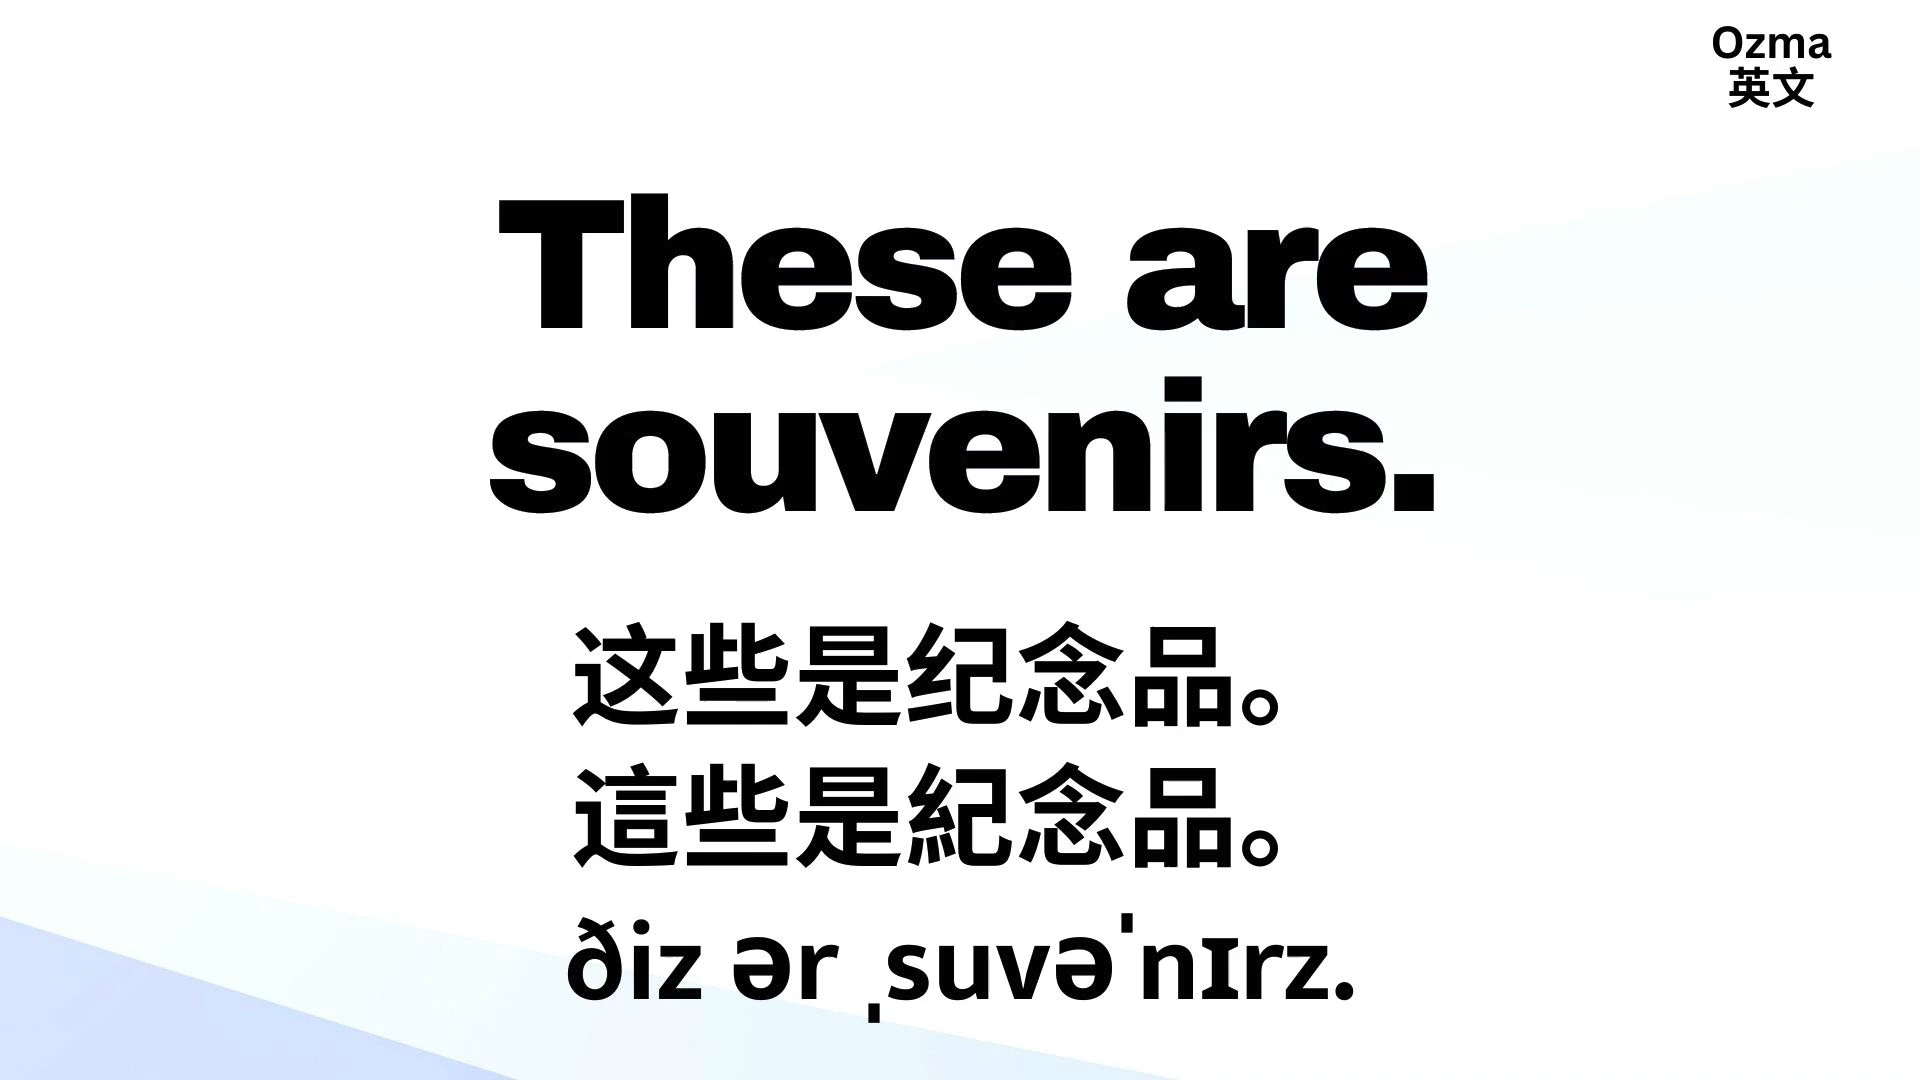 Ozma
英文
These are
souvenirs.
这些是纪念品。
這些是紀念品。
ðiz ər ˌsuvəˈnɪrz.